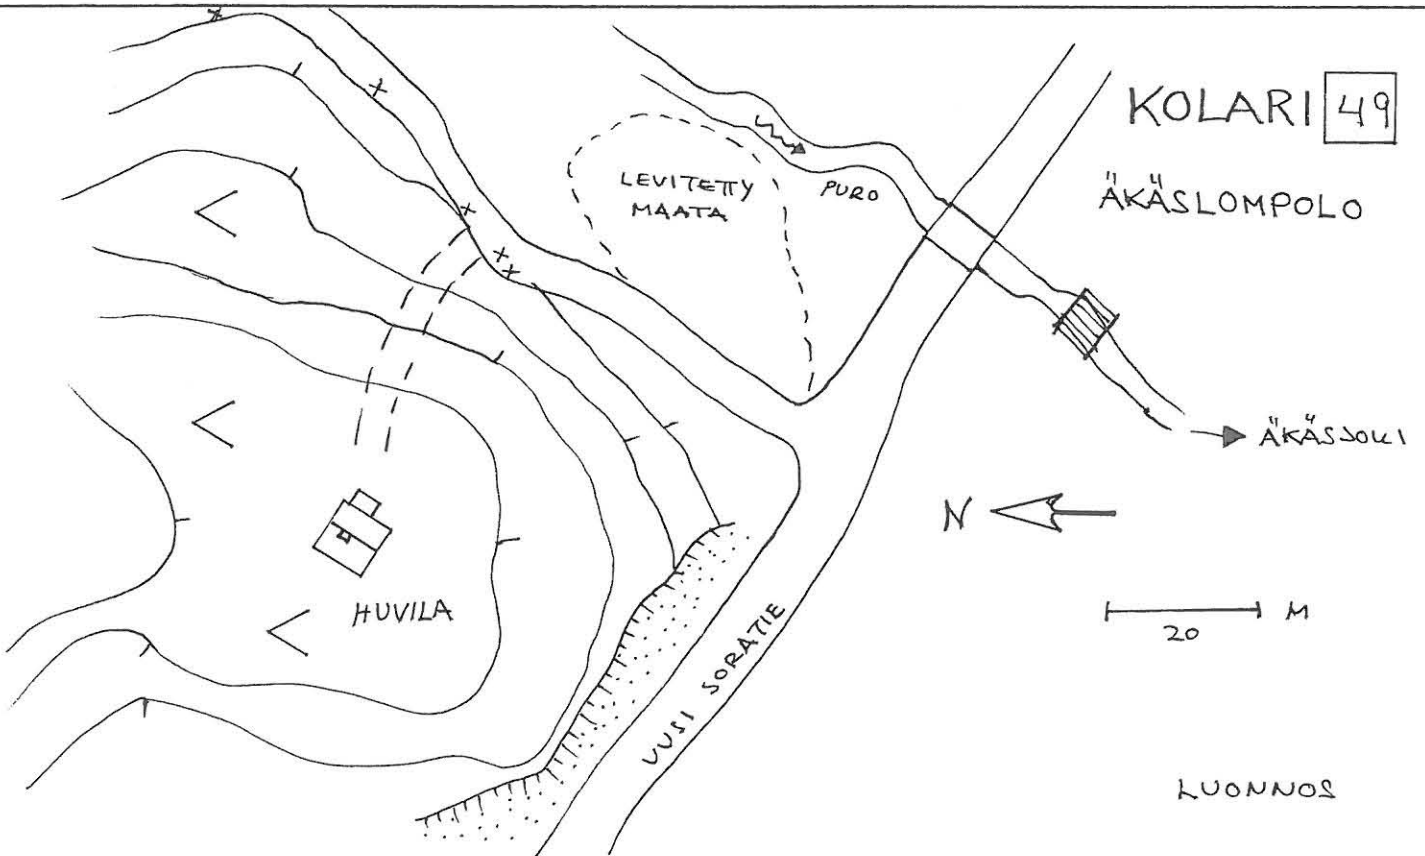 KOLARI 49
ÄKÄSLOMPOLO
LEVITETTY
MAATA
PURO
ÄKÄSJOKI
N
HUVILA
20 M
UUSI SORATIE
LUONNOS